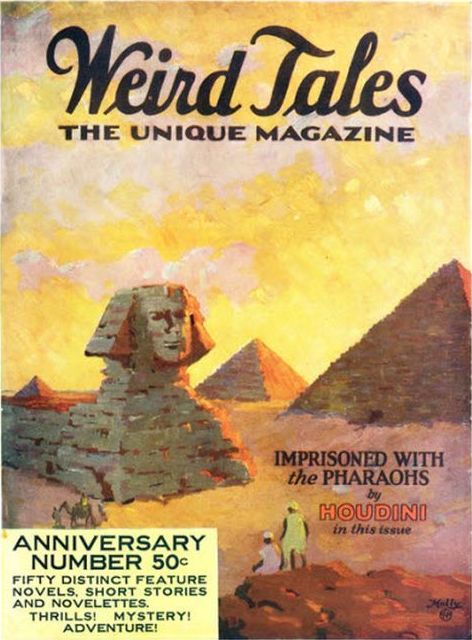 Weird Tales
THE UNIQUE MAGAZINE
IMPRISONED WITH
the PHARAOHS
by
HOUDINI
in this issue
ANNIVERSARY
NUMBER 50c
FIFTY DISTINCT FEATURE
NOVELS, SHORT STORIES
AND NOVELETTES.
THRILLS! MYSTERY!
ADVENTURE!